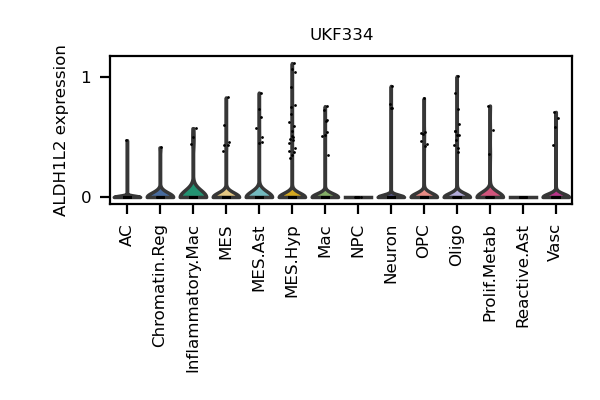 UKF334
ALDH1L2 expression
1
0
AC
Chromatin.Reg
Inflammatory.Mac
MES
MES.Ast
MES.Hyp
Mac
NPC
Neuron
OPC
Oligo
Prolif.Metab
Reactive.Ast
Vasc